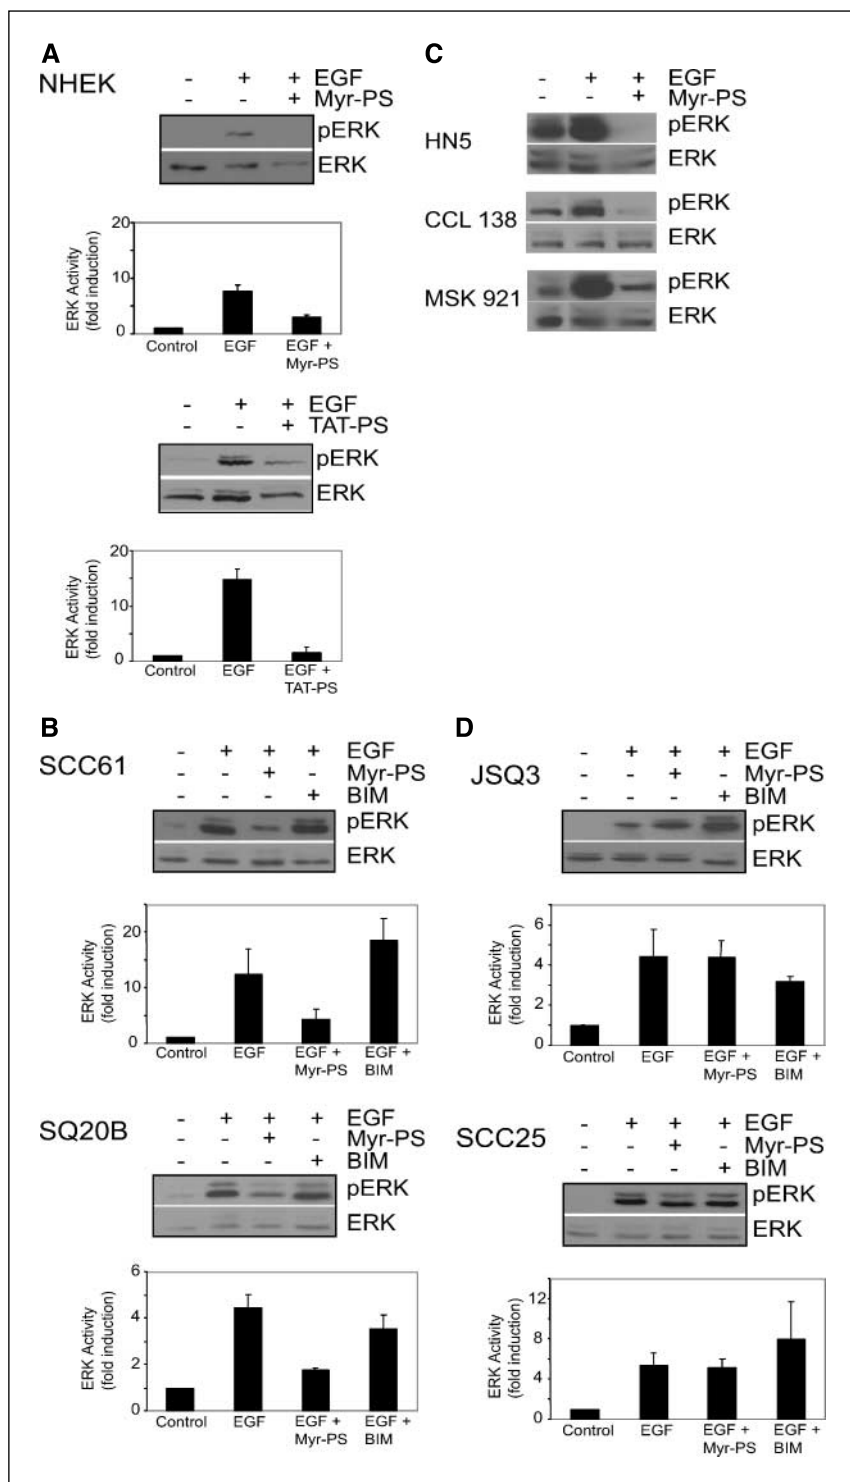 A
NHEK
- + + EGF
- - + Myr-PS
pERK
ERK
20
10
0
ERK Activity
(fold induction)
Control EGF EGF +
Myr-PS
- + + EGF
- - + TAT-PS
pERK
ERK
20
10
0
ERK Activity
(fold induction)
Control EGF EGF +
TAT-PS
C
- + + EGF
- - + Myr-PS
HN5
pERK
ERK
CCL 138
pERK
ERK
MSK 921
pERK
ERK
B
SCC61
- + + + EGF
- - + - Myr-PS
- - - + BIM
pERK
ERK
20
10
0
ERK Activity
(fold induction)
Control EGF EGF + EGF +
Myr-PS BIM
SQ20B
- + + + EGF
- - + - Myr-PS
- - - + BIM
pERK
ERK
6
4
2
0
ERK Activity
(fold induction)
Control EGF EGF + EGF +
Myr-PS BIM
D
JSQ3
- + + + EGF
- - + - Myr-PS
- - - + BIM
pERK
ERK
6
4
2
0
ERK Activity
(fold induction)
Control EGF EGF + EGF +
Myr-PS BIM
SCC25
- + + + EGF
- - + - Myr-PS
- - - + BIM
pERK
ERK
12
8
4
0
ERK Activity
(fold induction)
Control EGF EGF + EGF +
Myr-PS BIM